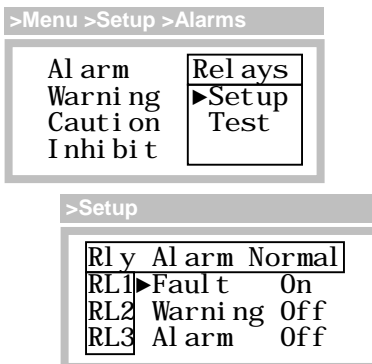 >Menu >Setup >Alarms
Alarm Relays
Warning ►Setup
Caution Test
Inhibit
>Setup
Rly Alarm Normal
RL1►Fault On
RL2 Warning Off
RL3 Alarm Off